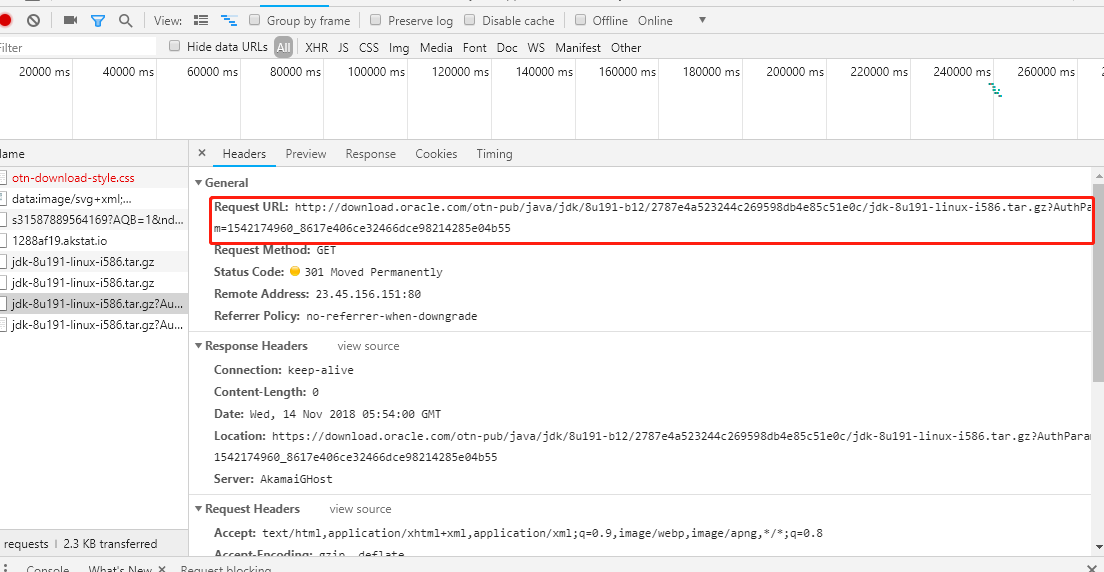 View: Group by frame Preserve log Disable cache Offline Online
Filter Hide data URLs All XHR JS CSS Img Media Font Doc WS Manifest Other
20000 ms 40000 ms 60000 ms 80000 ms 100000 ms 120000 ms 140000 ms 160000 ms 180000 ms 200000 ms 220000 ms 240000 ms 260000 ms
Name
otn-download-style.css
data:image/svg+xml;...
s31587889564169?AQB=1&nd...
1288af19.akstat.io
jdk-8u191-linux-i586.tar.gz
jdk-8u191-linux-i586.tar.gz
jdk-8u191-linux-i586.tar.gz?Au...
jdk-8u191-linux-i586.tar.gz?Au...
requests | 2.3 KB transferred
× Headers Preview Response Cookies Timing
General
Request URL: http://download.oracle.com/otn-pub/java/jdk/8u191-b12/2787e4a523244c269598db4e85c51e0c/jdk-8u191-linux-i586.tar.gz?AuthPa
m=1542174960_8617e406ce32466dce98214285e04b55
Request Method: GET
Status Code: 301 Moved Permanently
Remote Address: 23.45.156.151:80
Referrer Policy: no-referrer-when-downgrade
Response Headers view source
Connection: keep-alive
Content-Length: 0
Date: Wed, 14 Nov 2018 05:54:00 GMT
Location: https://download.oracle.com/otn-pub/java/jdk/8u191-b12/2787e4a523244c269598db4e85c51e0c/jdk-8u191-linux-i586.tar.gz?AuthParam
1542174960_8617e406ce32466dce98214285e04b55
Server: AkamaiGHost
Request Headers view source
Accept: text/html,application/xhtml+xml,application/xml;q=0.9,image/webp,image/apng,*/*;q=0.8
Accept-Encoding: gzip, deflate
Console What's New × Request blocking